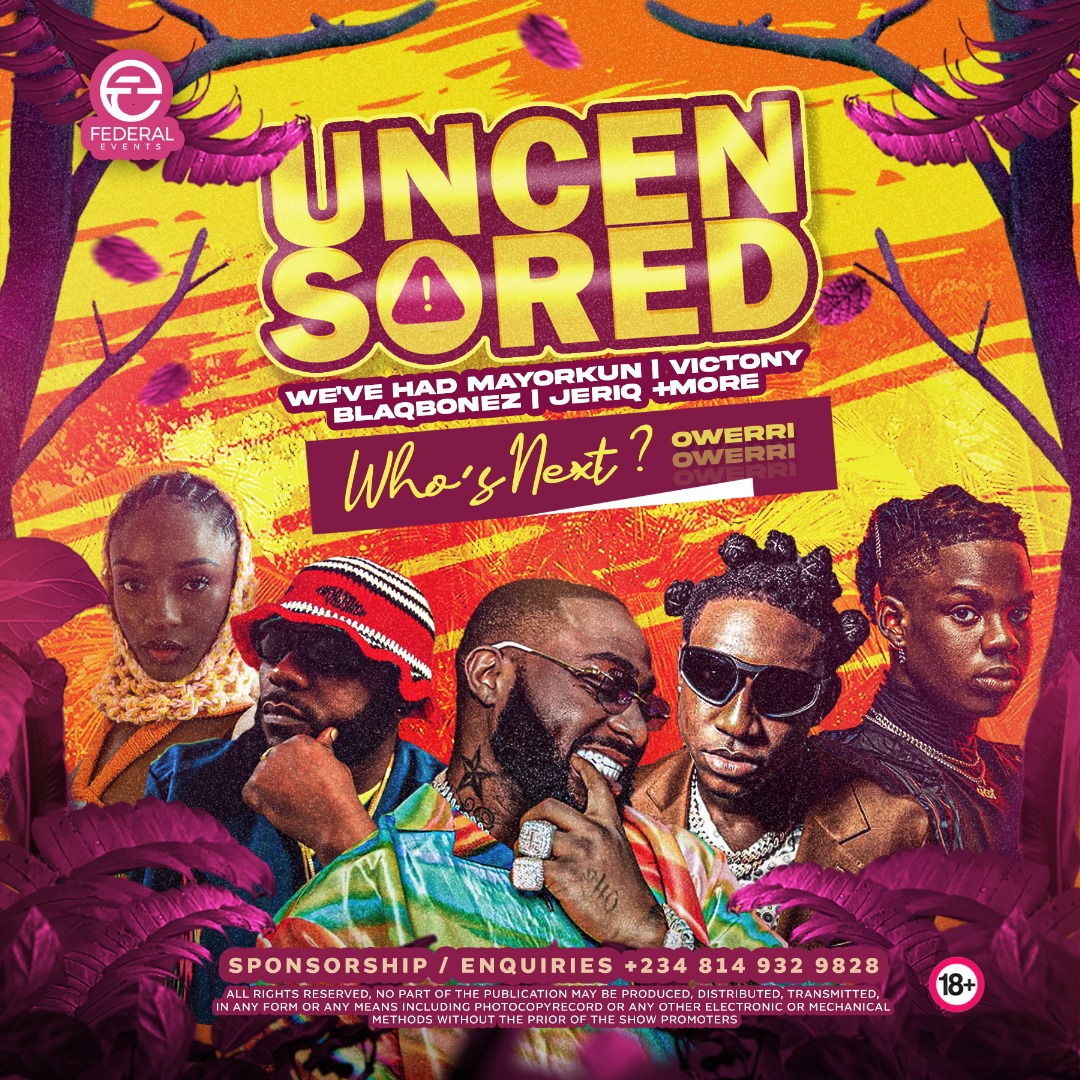 FEDERAL
EVENTS
UNCEN
SORED
WE'VE HAD MAYORKUN | VICTONY
BLAQBONEZ | JERIQ +MORE
Who's Next?
OWERRI
OWERRI
OWERRI
SPONSORSHIP / ENQUIRIES +234 814 932 9828
ALL RIGHTS RESERVED, NO PART OF THE PUBLICATION MAY BE PRODUCED, DISTRIBUTED, TRANSMITTED,
IN ANY FORM OR ANY MEANS INCLUDING PHOTOCOPYRECORD OR ANY OTHER ELECTRONIC OR MECHANICAL
METHODS WITHOUT THE PRIOR OF THE SHOW PROMOTERS
18+